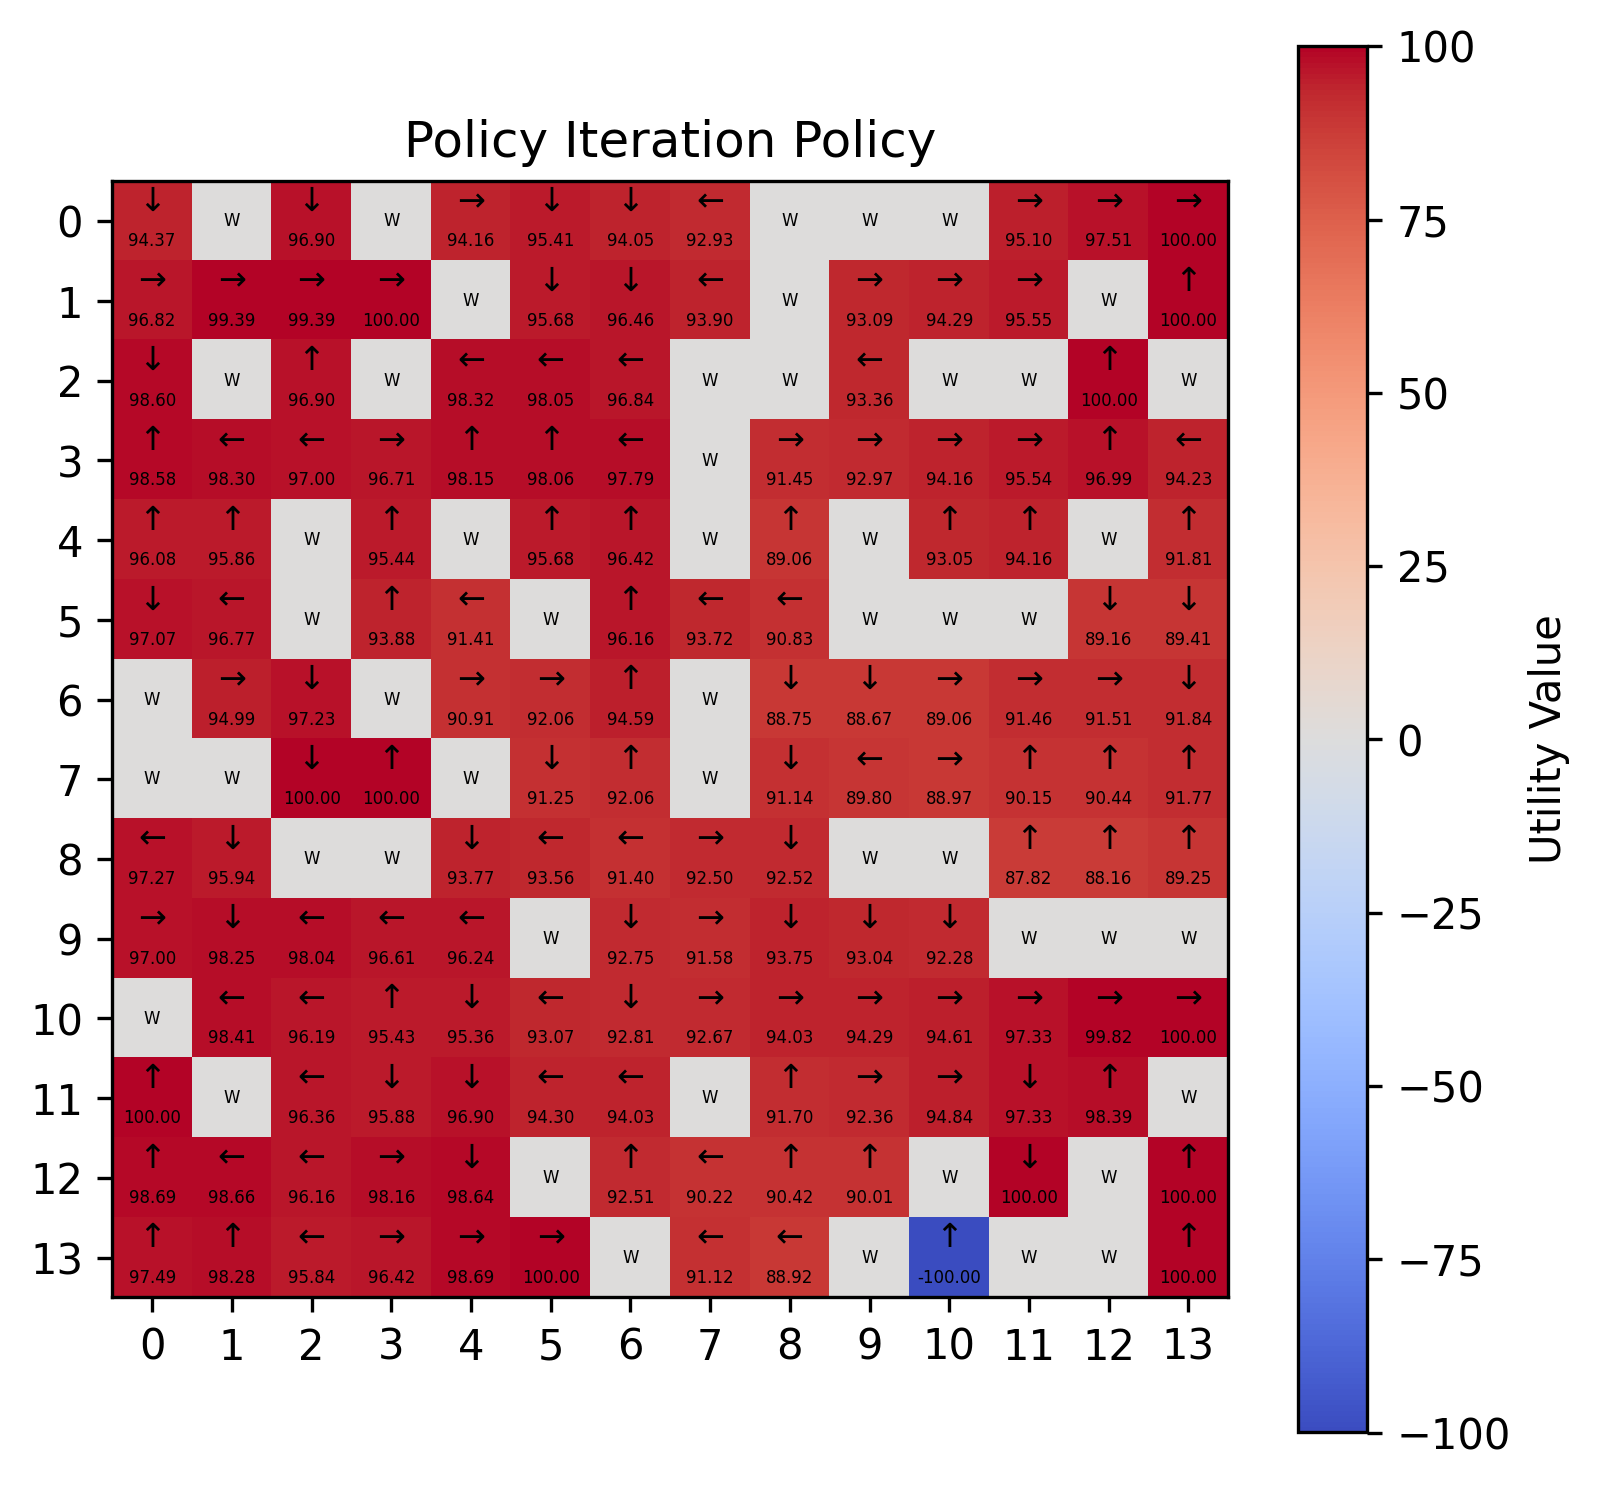 Policy Iteration Policy
0 ↓ W ↓ W → ↓ ↓ ← W W W → → →
94.37 96.90 94.16 95.41 94.05 92.93 95.10 97.51 100.00
1 → → → → W ↓ ↓ ← W → → → W ↑
96.82 99.39 99.39 100.00 95.68 96.46 93.90 93.09 94.29 95.55 100.00
2 ↓ W ↑ W ← ← ← W W ← W W ↑ W
98.60 96.90 98.32 98.05 96.84 93.36 100.00
3 ↑ ← ← → ↑ ↑ ← W → → → → ↑ ←
98.58 98.30 97.00 96.71 98.15 98.06 97.79 91.45 92.97 94.16 95.54 96.99 94.23
4 ↑ ↑ W ↑ W ↑ ↑ W ↑ W ↑ ↑ W ↑
96.08 95.86 95.44 95.68 96.42 89.06 93.05 94.16 91.81
5 ↓ ← W ↑ ← W ↑ ← ← W W W ↓ ↓
97.07 96.77 93.88 91.41 96.16 93.72 90.83 89.16 89.41
6 W → ↓ W → → ↑ W ↓ ↓ → → → ↓
94.99 97.23 90.91 92.06 94.59 88.75 88.67 89.06 91.46 91.51 91.84
7 W W ↓ ↑ W ↓ ↑ W ↓ ← → ↑ ↑ ↑
100.00 100.00 91.25 92.06 91.14 89.80 88.97 90.15 90.44 91.77
8 ← ↓ W W ↓ ← ← → ↓ W W ↑ ↑ ↑
97.27 95.94 93.77 93.56 91.40 92.50 92.52 87.82 88.16 89.25
9 → ↓ ← ← ← W ↓ → ↓ ↓ ↓ W W W
97.00 98.25 98.04 96.61 96.24 92.75 91.58 93.75 93.04 92.28
10 W ← ← ↑ ↓ ← ↓ → → → → → → →
98.41 96.19 95.43 95.36 93.07 92.81 92.67 94.03 94.29 94.61 97.33 99.82 100.00
11 ↑ W ← ↓ ↓ ← ← W ↑ → → ↓ ↑ W
100.00 96.36 95.88 96.90 94.30 94.03 91.70 92.36 94.84 97.33 98.39
12 ↑ ← ← → ↓ W ↑ ← ↑ ↑ W ↓ W ↑
98.69 98.66 96.16 98.16 98.64 92.51 90.22 90.42 90.01 100.00 100.00
13 ↑ ↑ ← → → → W ← ← W ↑ W W ↑
97.49 98.28 95.84 96.42 98.69 100.00 91.12 88.92 -100.00 100.00
0 1 2 3 4 5 6 7 8 9 10 11 12 13
100
75
50
25
0
−25
−50
−75
−100
Utility Value